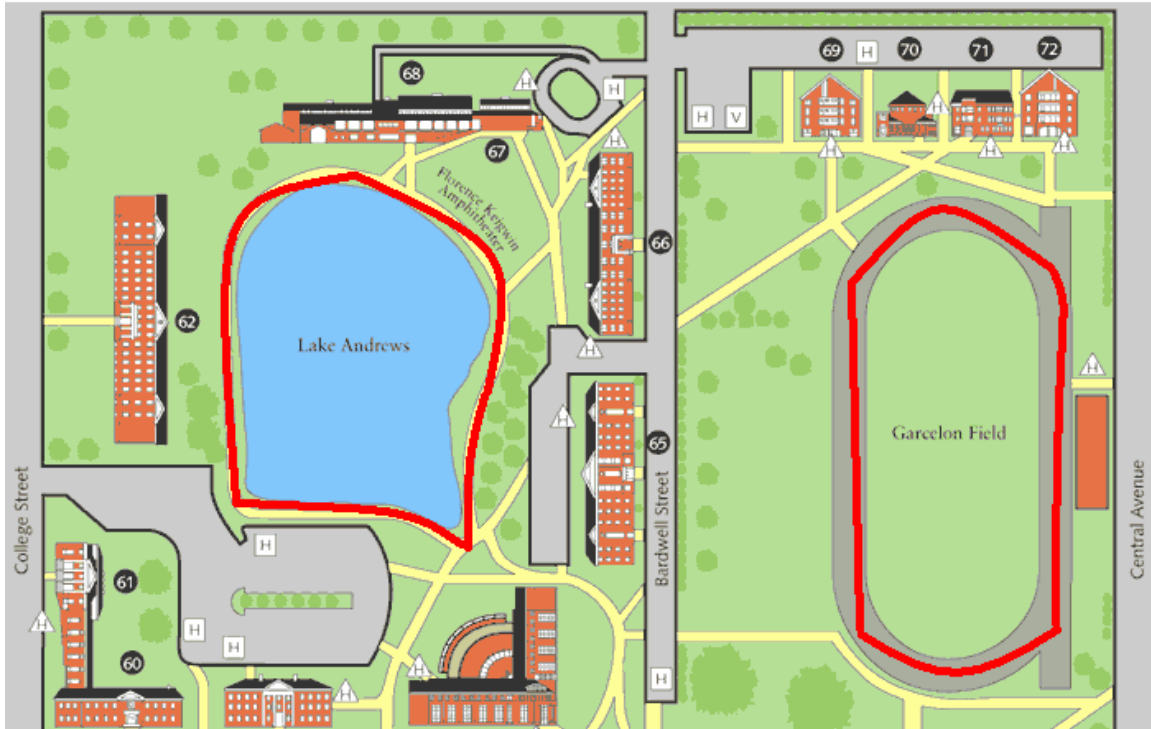 68
69
H
70
71
72
H
H
H
V
H
H
67
H
H
H
Florence Keigwin
Amphitheater
66
62
Lake Andrews
H
H
H
65
Garcelon Field
College Street
Bardwell Street
Central Avenue
H
61
H
H
H
60
H
H
H